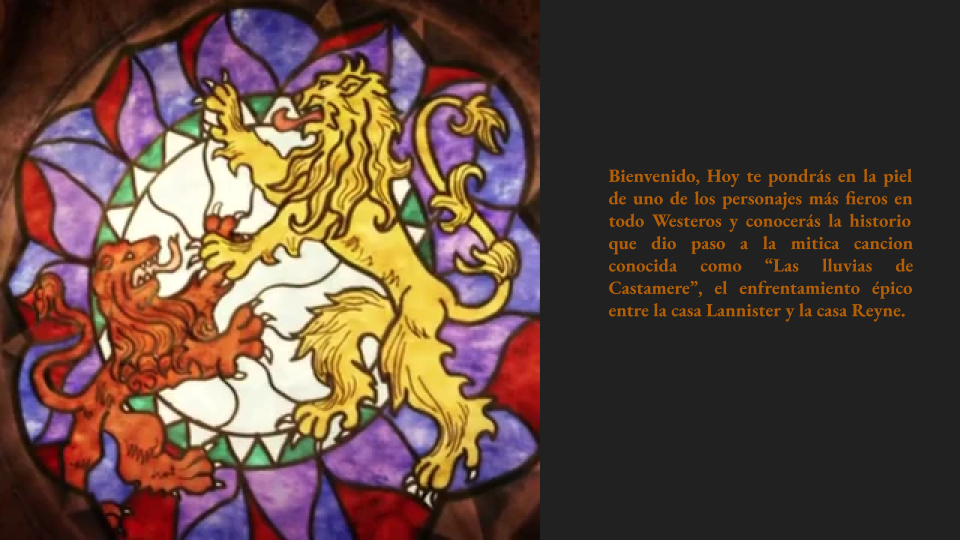 Bienvenido, Hoy te pondrás en la piel
de uno de los personajes más fieros en
todo Westeros y conocerás la historio
que dio paso a la mitica cancion
conocida como “Las lluvias de
Castamere”, el enfrentamiento épico
entre la casa Lannister y la casa Reyne.